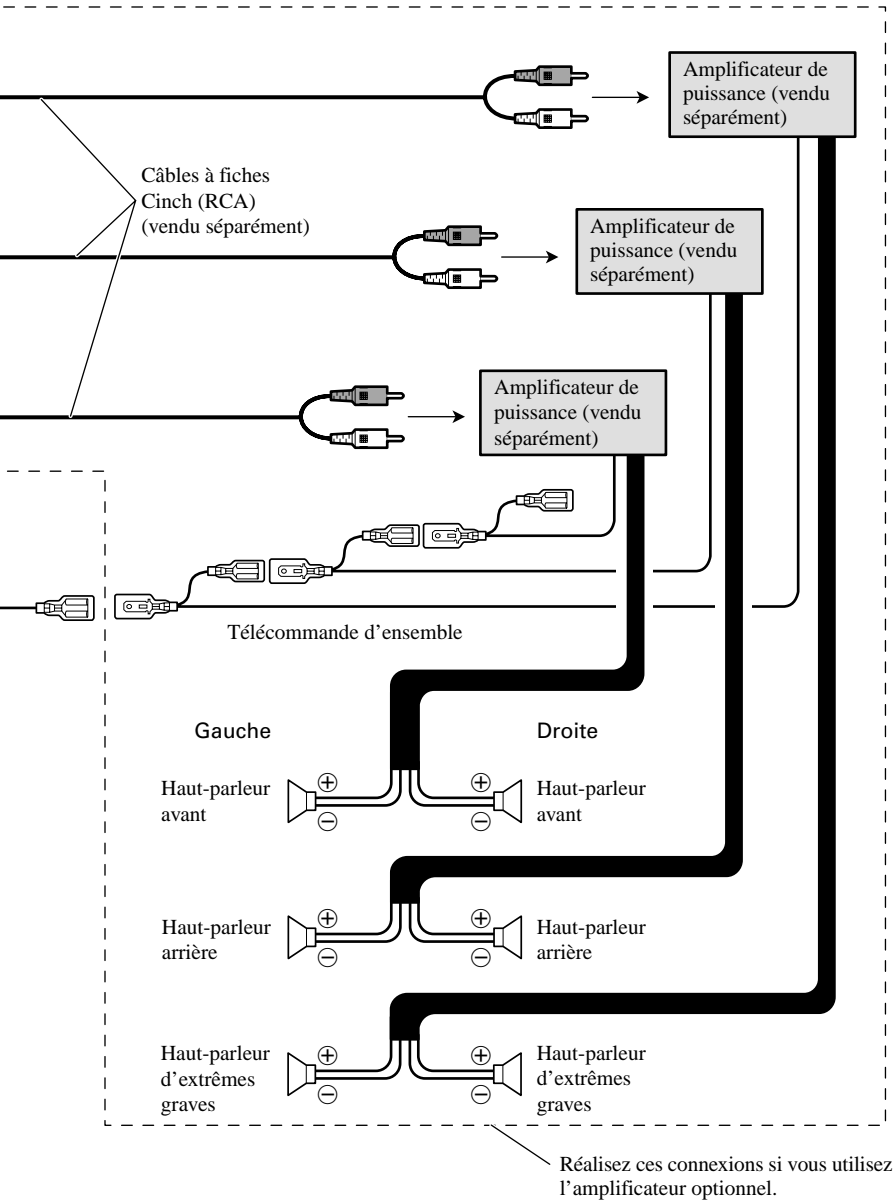 Amplificateur de
puissance (vendu
séparément)
Câbles à fiches
Cinch (RCA)
(vendu séparément)
Amplificateur de
puissance (vendu
séparément)
Amplificateur de
puissance (vendu
séparément)
Télécommande d'ensemble
Gauche
Droite
Haut-parleur
avant
⊕
⊖
⊕
⊖
Haut-parleur
avant
Haut-parleur
arrière
⊕
⊖
⊕
⊖
Haut-parleur
arrière
Haut-parleur
d'extrêmes
graves
⊕
⊖
⊕
⊖
Haut-parleur
d'extrêmes
graves
Réalisez ces connexions si vous utilisez
l'amplificateur optionnel.